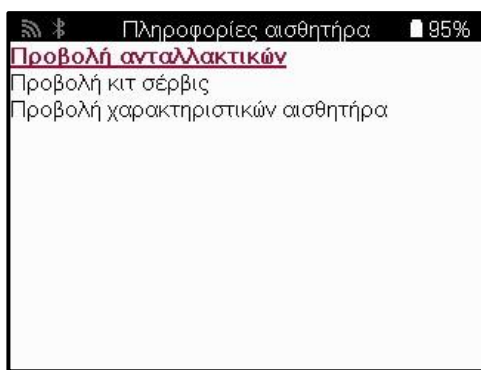 Πληροφορίες αισθητήρα 95%
Προβολή ανταλλακτικών
Προβολή κιτ σέρβις
Προβολή χαρακτηριστικών αισθητήρα